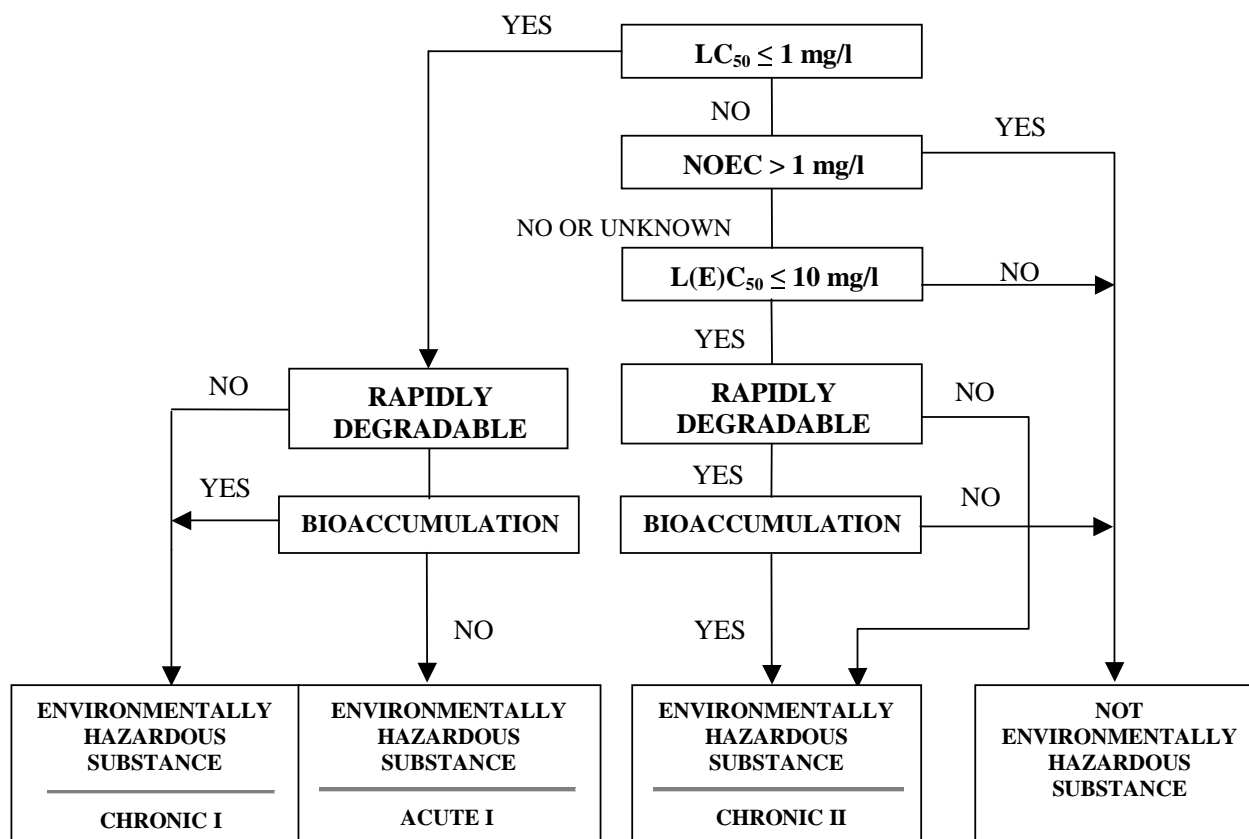 YES
LC₅₀ ≤ 1 mg/l
NO
YES
NOEC > 1 mg/l
NO OR UNKNOWN
L(E)C₅₀ ≤ 10 mg/l
NO
YES
NO
RAPIDLY
DEGRADABLE
RAPIDLY
DEGRADABLE
NO
YES
YES
BIOACCUMULATION
BIOACCUMULATION
NO
NO
YES
ENVIRONMENTALLY
HAZARDOUS
SUBSTANCE
CHRONIC I
ENVIRONMENTALLY
HAZARDOUS
SUBSTANCE
ACUTE I
ENVIRONMENTALLY
HAZARDOUS
SUBSTANCE
CHRONIC II
NOT
ENVIRONMENTALLY
HAZARDOUS
SUBSTANCE